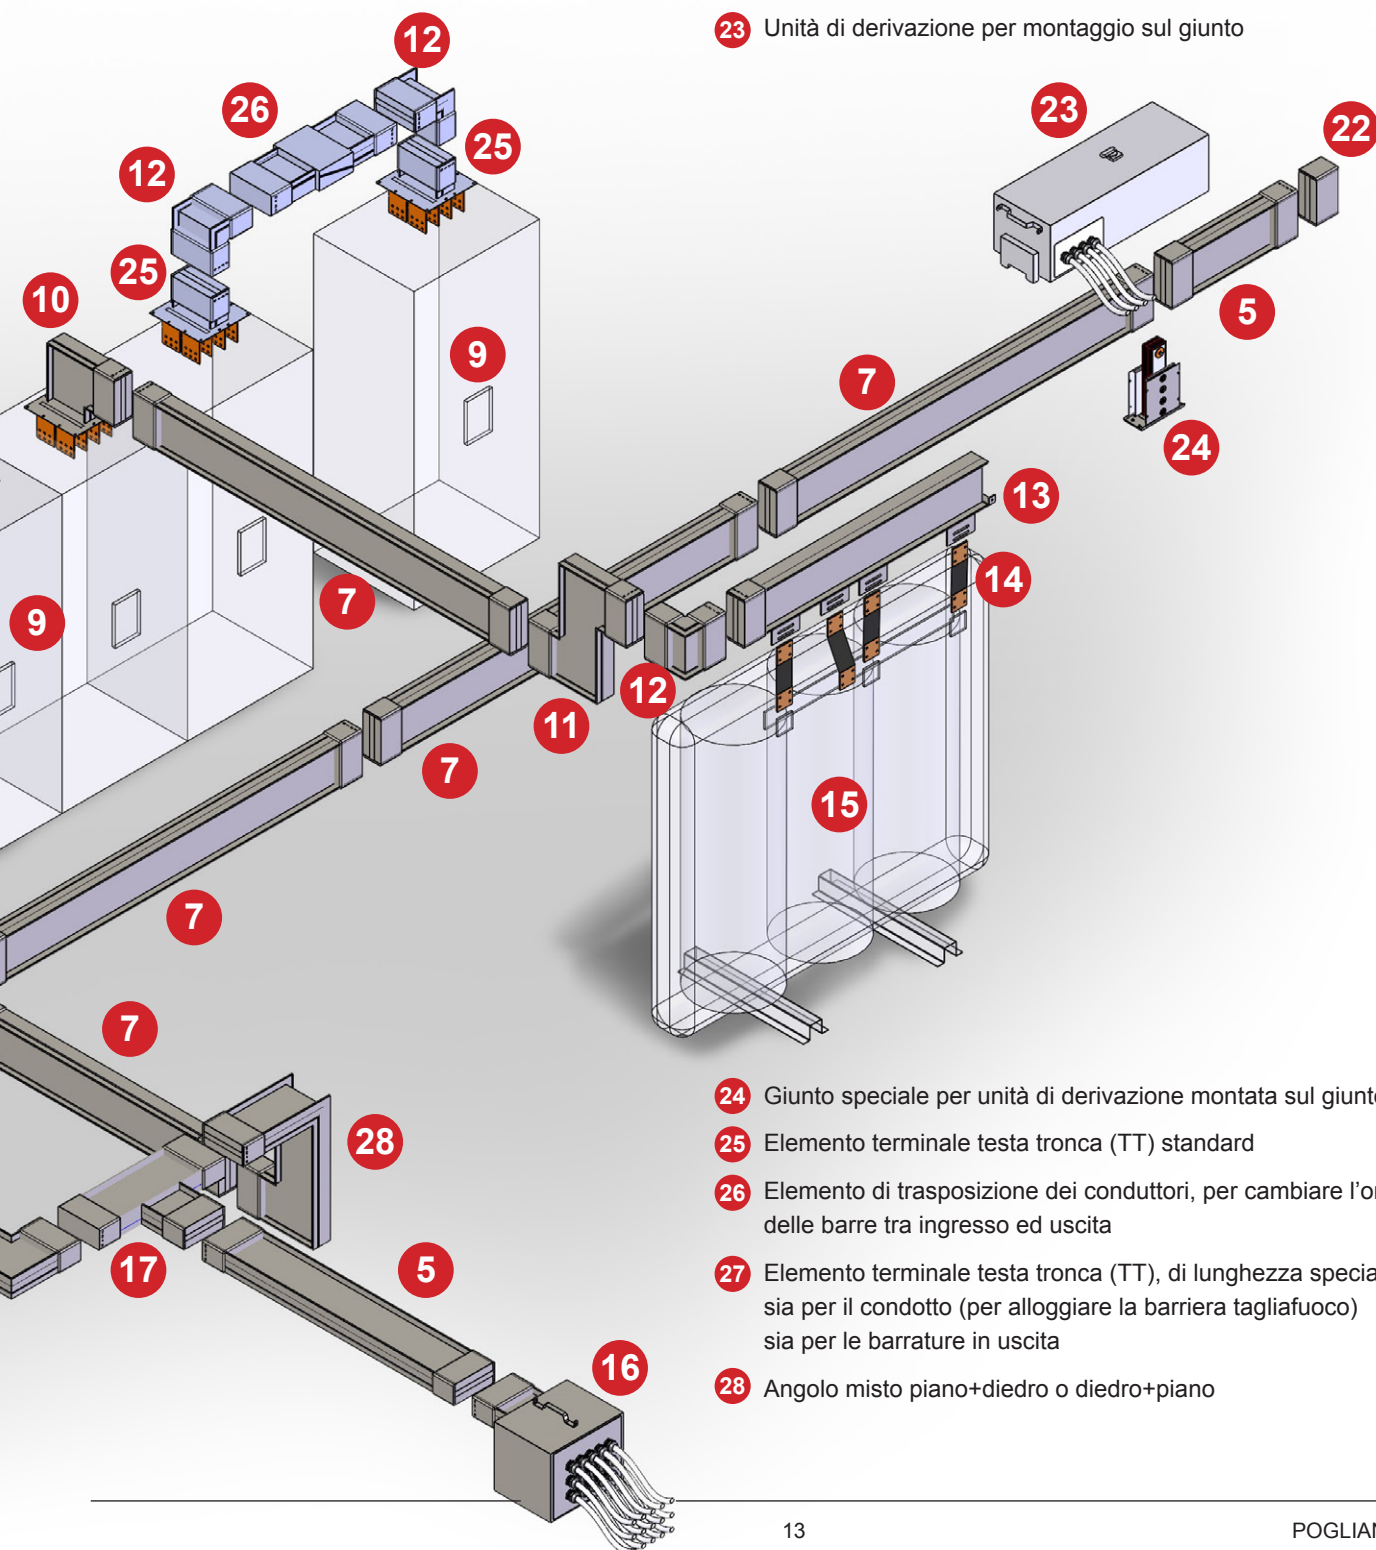 23 Unità di derivazione per montaggio sul giunto
12
26
23
22
12
25
25
10
5
9
7
24
13
14
7
9
12
11
7
15
7
7
28
17
5
16
24 Giunto speciale per unità di derivazione montata sul giunto
25 Elemento terminale testa tronca (TT) standard
26 Elemento di trasposizione dei conduttori, per cambiare l’or
delle barre tra ingresso ed uscita
27 Elemento terminale testa tronca (TT), di lunghezza specia
sia per il condotto (per alloggiare la barriera tagliafuoco)
sia per le barrature in uscita
28 Angolo misto piano+diedro o diedro+piano
13
POGLIAN